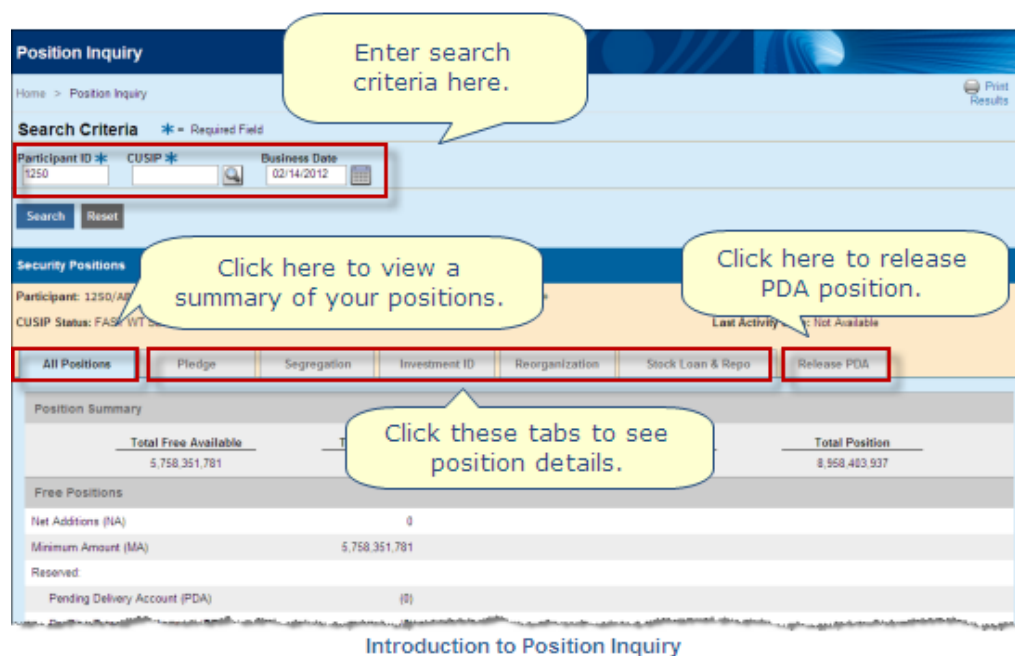 Position Inquiry
Enter search
criteria here.
Home > Position Inquiry
Print
Results
Search Criteria * = Required Field
Participant ID * CUSIP * Business Date
1250 02/14/2012
Search Reset
Security Positions
Click here to view a
summary of your positions.
Click here to release
PDA position.
Participant: 1250/
CUSIP Status: FAST WT
Last Activity
: Not Available
All Positions Pledge Segregation Investment ID Reorganization Stock Loan & Repo Release PDA
Position Summary
Click these tabs to see
position details.
Total Free Available Total Position
5,758,351,781 8,958,403,937
Free Positions
Net Additions (NA) 0
Minimum Amount (MA) 5,758,351,781
Reserved:
Pending Delivery Account (PDA) (0)
Introduction to Position Inquiry